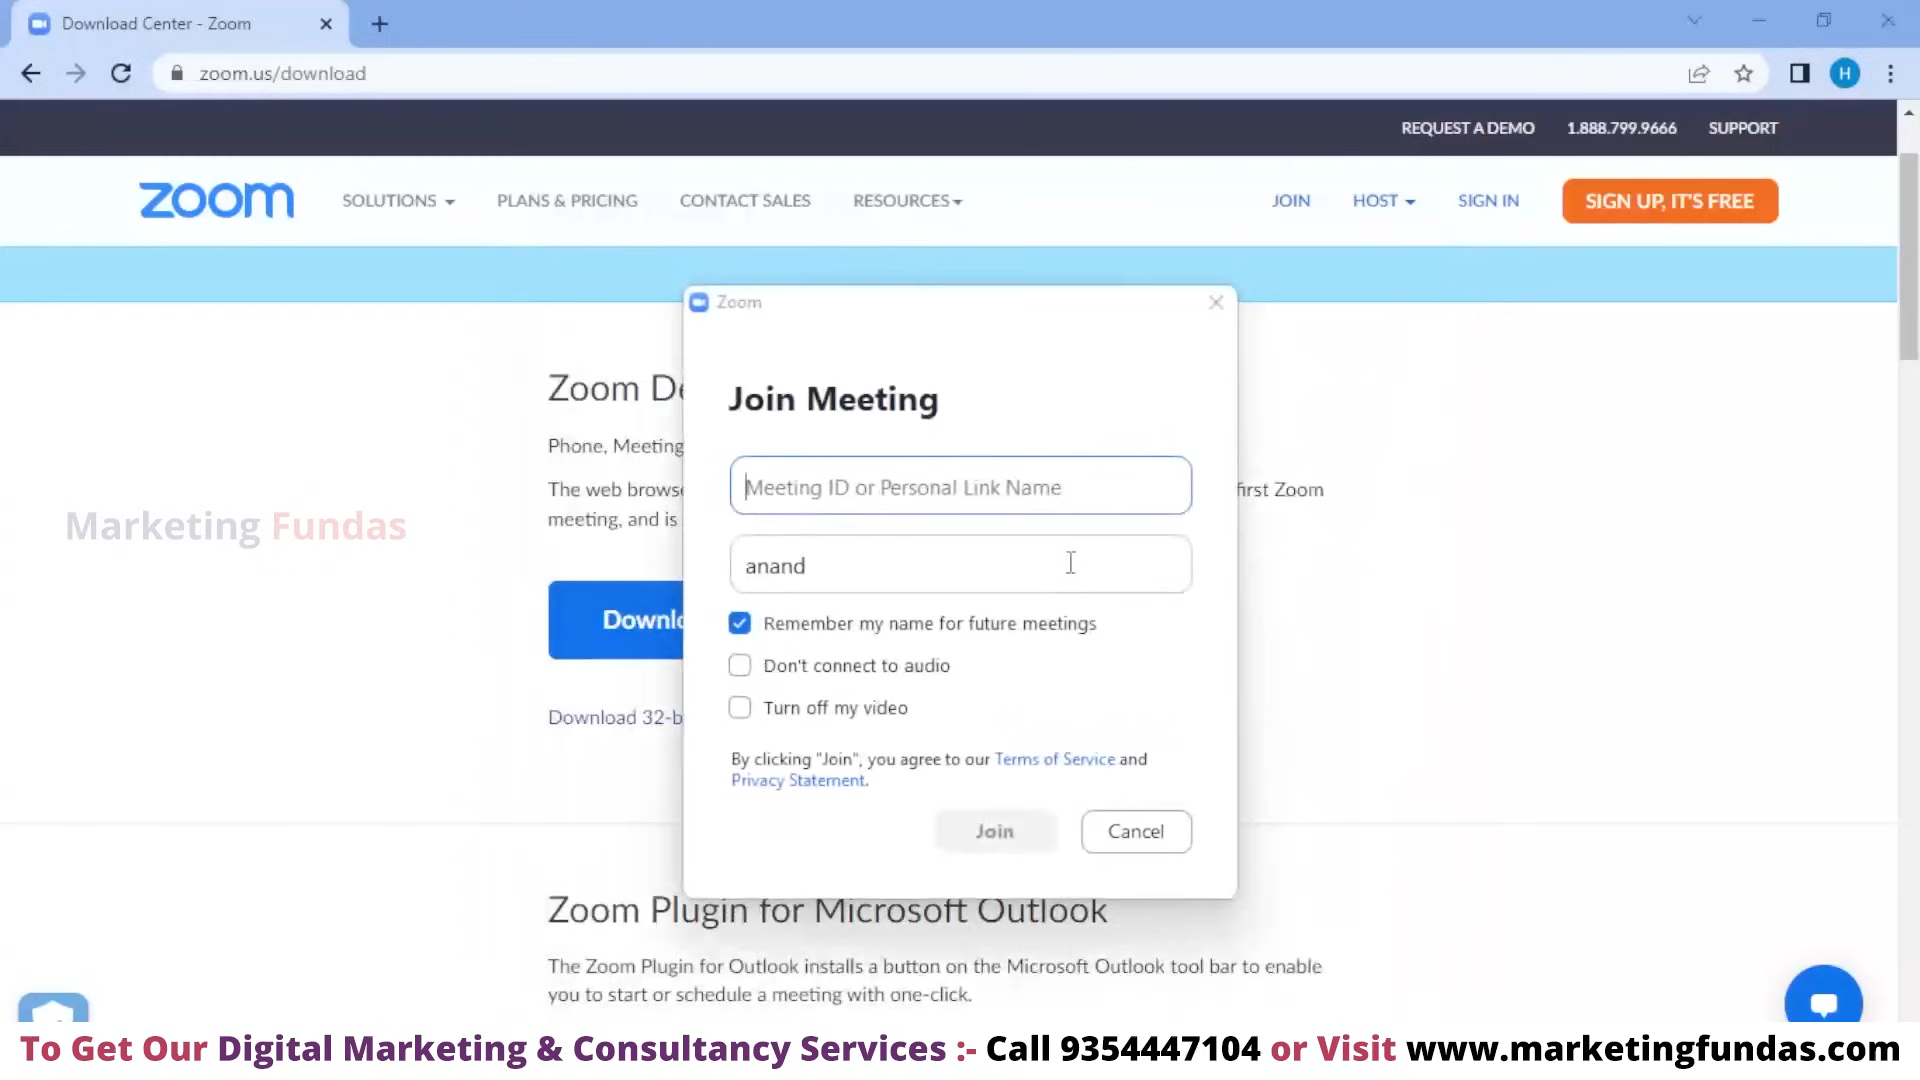 Download Center - Zoom
zoom.us/download
H
REQUEST A DEMO 1.888.799.9666 SUPPORT
zoom SOLUTIONS PLANS & PRICING CONTACT SALES RESOURCES JOIN HOST SIGN IN SIGN UP, IT'S FREE
Zoom
Zoom De
Join Meeting
Phone, Meeting
Meeting ID or Personal Link Name
The web browse first Zoom
meeting, and is
Marketing Fundas
anand
Downlo
Remember my name for future meetings
Don't connect to audio
Turn off my video
Download 32-b
By clicking "Join", you agree to our Terms of Service and
Privacy Statement.
Join Cancel
Zoom Plugin for Microsoft Outlook
The Zoom Plugin for Outlook installs a button on the Microsoft Outlook tool bar to enable
you to start or schedule a meeting with one-click.
To Get Our Digital Marketing & Consultancy Services :- Call 9354447104 or Visit www.marketingfundas.com